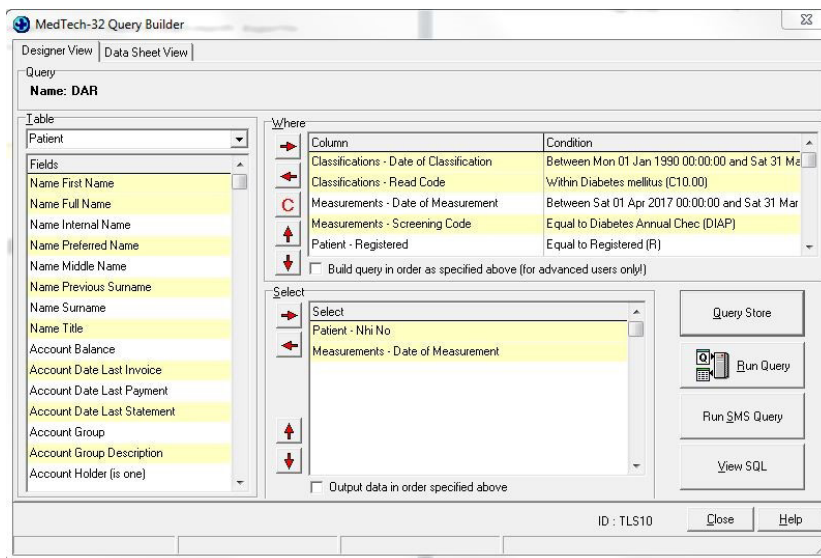 MedTech-32 Query Builder
Designer View Data Sheet View
Query
Name: DAR
Table
Patient
Fields
Name First Name
Name Full Name
Name Internal Name
Name Preferred Name
Name Middle Name
Name Previous Surname
Name Surname
Name Title
Account Balance
Account Date Last Invoice
Account Date Last Payment
Account Date Last Statement
Account Group
Account Group Description
Account Holder (is one)
Where
Column Condition
Classifications - Date of Classification Between Mon 01 Jan 1990 00:00:00 and Sat 31 Ma
Classifications - Read Code Within Diabetes mellitus (C10.00)
Measurements - Date of Measurement Between Sat 01 Apr 2017 00:00:00 and Sat 31 Mar
Measurements - Screening Code Equal to Diabetes Annual Chec (DIAP)
Patient - Registered Equal to Registered (R)
C
Build query in order as specified above (for advanced users only!)
Select
Select
Patient - Nhi No
Measurements - Date of Measurement
Output data in order specified above
Query Store
Q Run Query
Run SMS Query
View SQL
ID : TLS10 Close Help